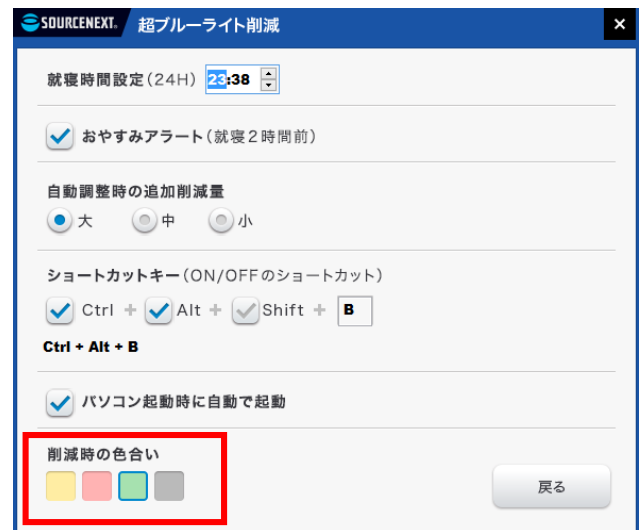 SOURCENEXT. 超ブルーライト削減
就寝時間設定(24H) 23:38
おやすみアラート(就寝2時間前)
自動調整時の追加削減量
大 中 小
ショートカットキー(ON/OFFのショートカット)
Ctrl + Alt + Shift + B
Ctrl + Alt + B
パソコン起動時に自動で起動
削減時の色合い
戻る